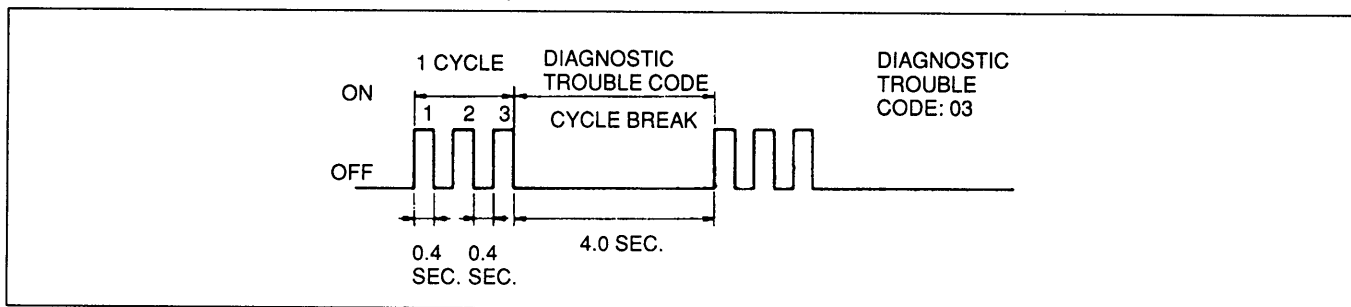 1 CYCLE
DIAGNOSTIC
TROUBLE CODE
CYCLE BREAK
DIAGNOSTIC
TROUBLE
CODE: 03
ON
1 2 3
OFF
0.4
SEC.
0.4
SEC.
4.0 SEC.